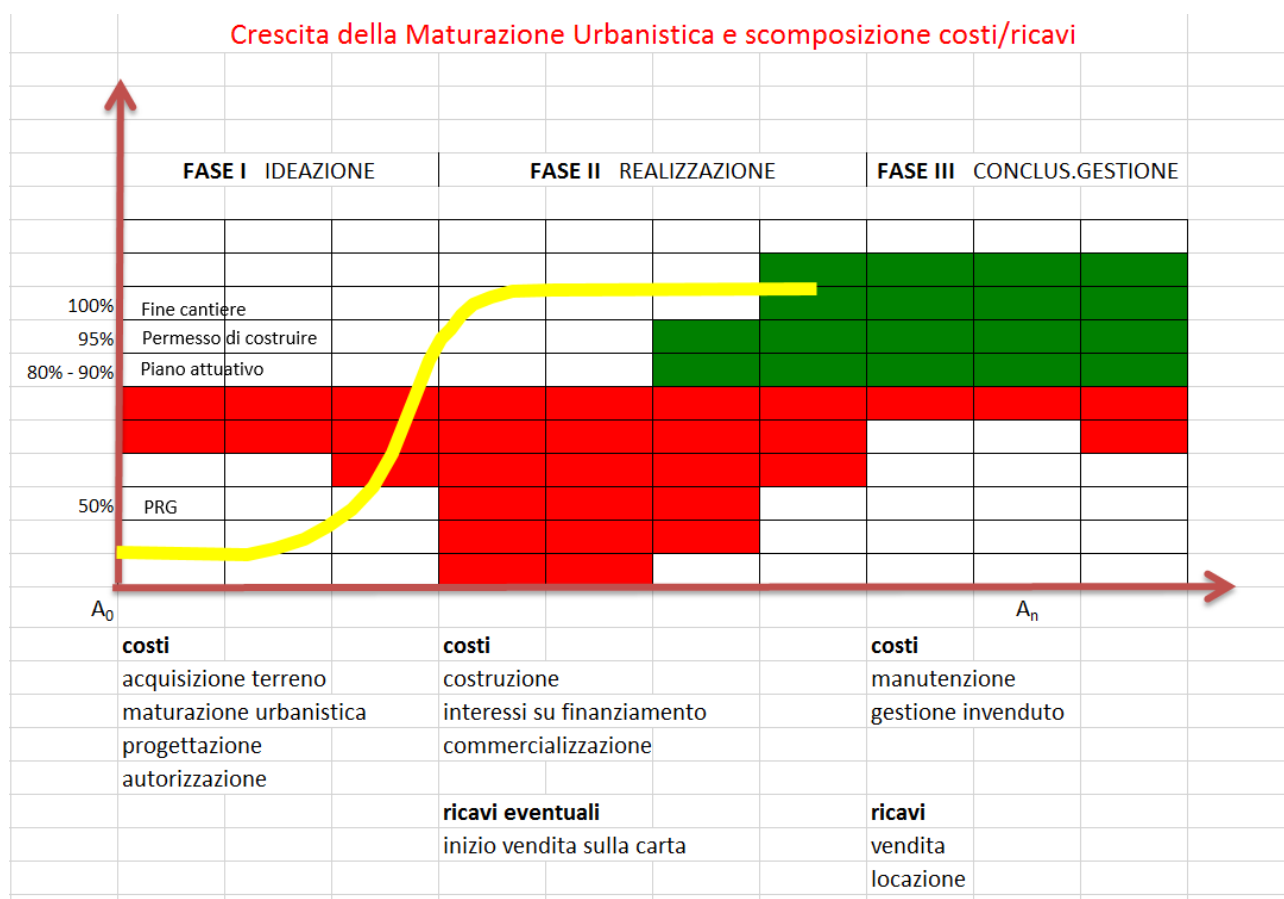 Crescita della Maturazione Urbanistica e scomposizione costi/ricavi
FASE I IDEAZIONE
FASE II REALIZZAZIONE
FASE III CONCLUS.GESTIONE
100% Fine cantiere
95% Permesso di costruire
80% - 90% Piano attuativo
50% PRG
A₀
Aₙ
costi
acquisizione terreno
maturazione urbanistica
progettazione
autorizzazione
costi
costruzione
interessi su finanziamento
commercializzazione
ricavi eventuali
inizio vendita sulla carta
costi
manutenzione
gestione invenduto
ricavi
vendita
locazione